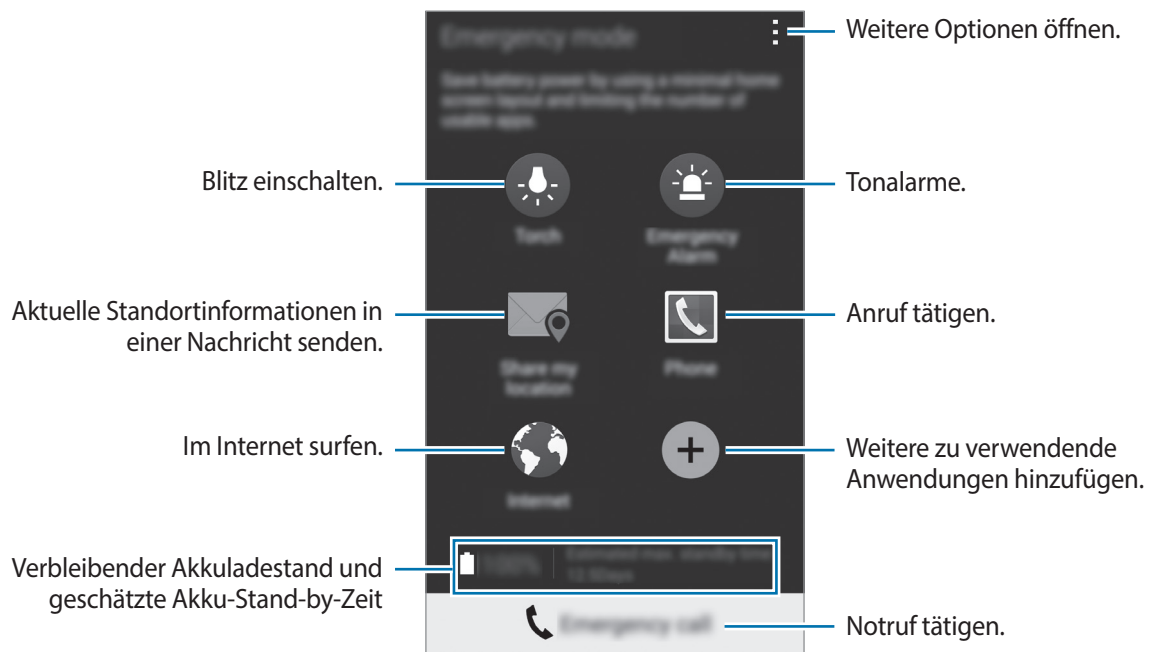 Emergency mode
Weitere Optionen öffnen.
Save battery power by using a minimal home
screen layout and limiting the number of
usable apps.
Blitz einschalten.
Tonalarme.
Torch
Emergency
Alarm
Aktuelle Standortinformationen in
einer Nachricht senden.
Anruf tätigen.
Share my
location
Phone
Im Internet surfen.
Weitere zu verwendende
Anwendungen hinzufügen.
Internet
Verbleibender Akkuladestand und
geschätzte Akku-Stand-by-Zeit
100%
Estimated max. standby time
Emergency call
Notruf tätigen.